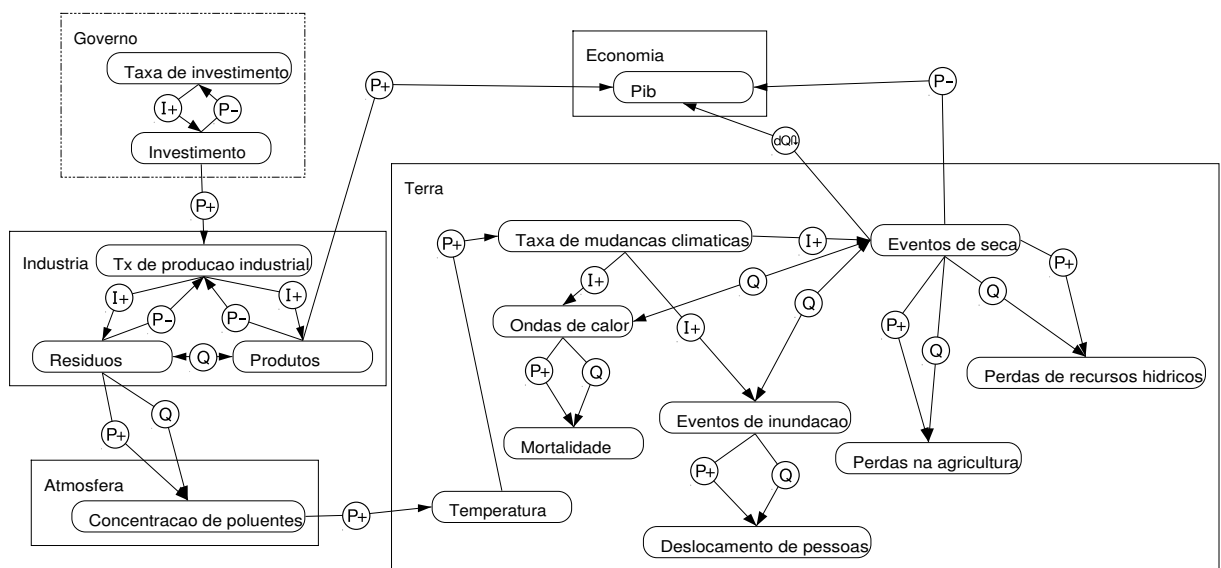 Governo
Taxa de investimento
I+
P-
Investimento
P+
Industria
Tx de producao industrial
I+
P-
P-
I+
Residuos
Q
Produtos
P+
Q
Atmosfera
Concentracao de poluentes
P+
P+
Economia
Pib
P-
Terra
P+
Taxa de mudancas climaticas
I+
Eventos de seca
I+
Q
Q
P+
Ondas de calor
I+
P+
Q
Q
P+
Q
Perdas de recursos hidricos
Eventos de inundacao
Mortalidade
Perdas na agricultura
P+
Q
Temperatura
Deslocamento de pessoas